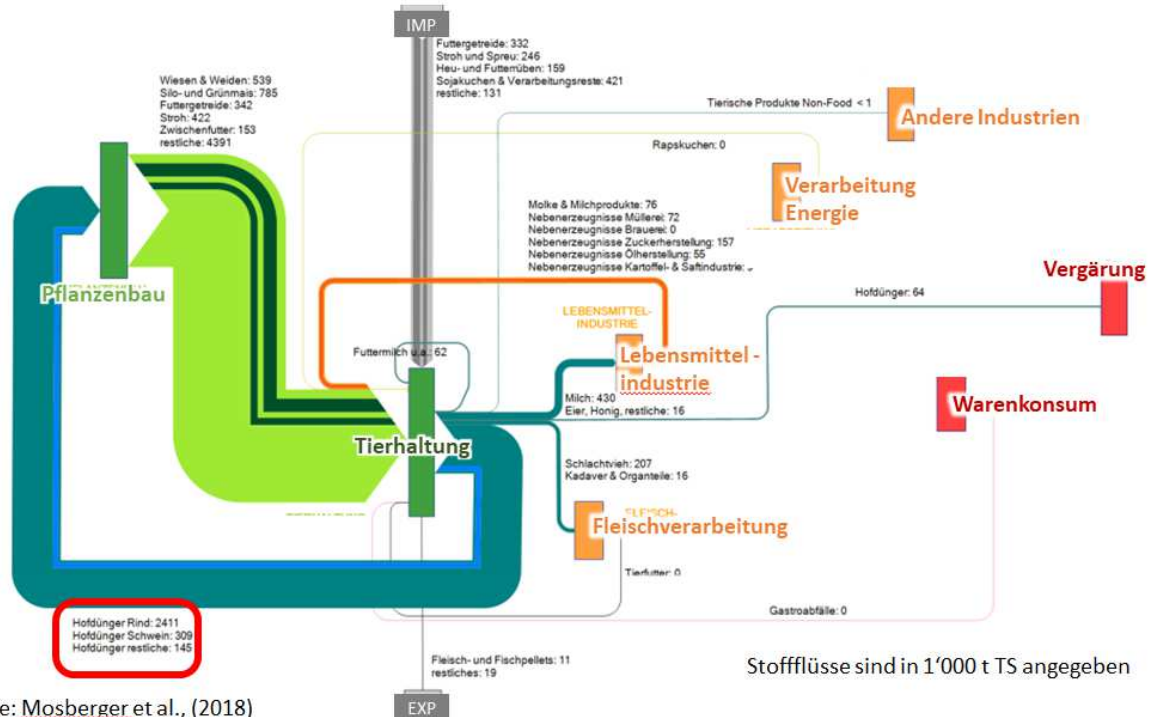 IMP
Futtergetreide: 332
Stroh und Spreu: 246
Heu- und Futterrüben: 159
Sojakuchen & Verarbeitungsreste: 421
restliche: 131
Wiesen & Weiden: 539
Silo- und Grünmais: 785
Futtergetreide: 342
Stroh: 422
Zwischenfutter: 153
restliche: 4391
Tierische Produkte Non-Food < 1
Andere Industrien
Rapskuchen: 0
Verarbeitung
Energie
Molke & Milchprodukte: 76
Nebenerzeugnisse Müllerei: 72
Nebenerzeugnisse Brauerei: 0
Nebenerzeugnisse Zuckerherstellung: 157
Nebenerzeugnisse Ölherstellung: 55
Nebenerzeugnisse Kartoffel- & Saftindustrie:
Vergärung
Pflanzenbau
Hofdünger: 64
LEBENSMITTEL-
INDUSTRIE
Futtermilch u.a.: 62
Lebensmittel -
industrie
Milch: 430
Eier, Honig, restliche: 16
Warenkonsum
Tierhaltung
Schlachtvieh: 207
Kadaver & Organteile: 16
FLEISCH-
Fleischverarbeitung
Tierfutter: 0
Gastroabfälle: 0
Hofdünger Rind: 2411
Hofdünger Schwein: 309
Hofdünger restliche: 145
Fleisch- und Fischpellets: 11
restliches: 19
Stoffflüsse sind in 1‘000 t TS angegeben
e: Mosberger et al., (2018)
EXP